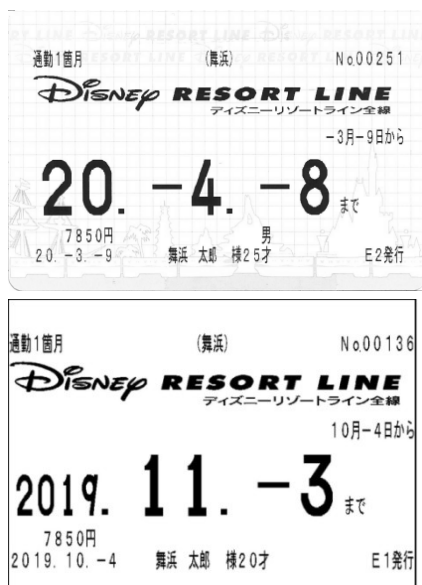 通勤1箇月 (舞浜) No.00251
Disney RESORT LINE
ディズニーリゾートライン全線
-3月-9日から
20. -4. -8 まで
7850円 男
20. -3. -9 舞浜 太郎 様25才 E2発行
通勤1箇月 (舞浜) No.00136
Disney RESORT LINE
ディズニーリゾートライン全線
10月-4日から
2019. 11. -3 まで
7850円
2019. 10. -4 舞浜 太郎 様20才 E1発行